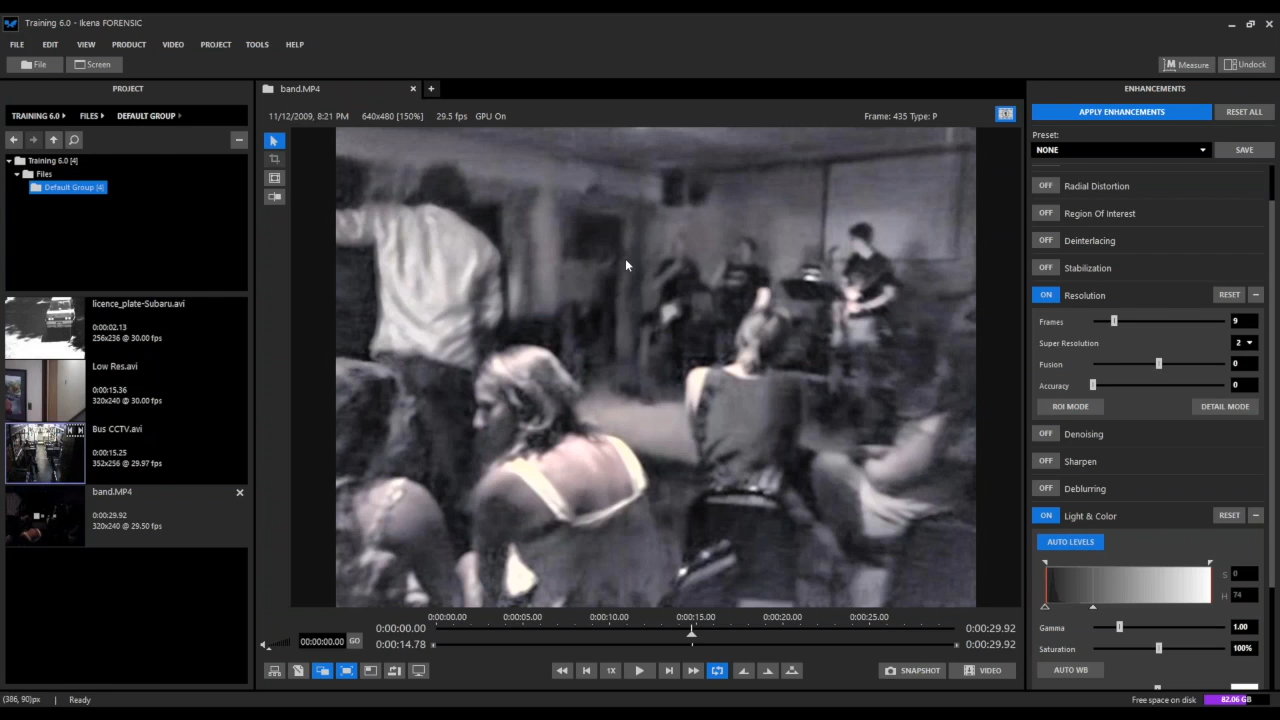 Training 6.0 - Ikena FORENSIC
FILE EDIT VIEW PRODUCT VIDEO PROJECT TOOLS HELP
File Screen Measure Undock
PROJECT
TRAINING 6.0 FILES DEFAULT GROUP
Training 6.0 [4]
Files
Default Group [4]
licence_plate-Subaru.avi
0:00:02.13
256x236 @ 30.00 fps
Low Res.avi
0:00:15.36
320x240 @ 30.00 fps
Bus CCTV.avi
0:00:15.25
352x256 @ 29.97 fps
band.MP4
0:00:29.92
320x240 @ 29.50 fps
band.MP4
11/12/2009, 8:21 PM 640x480 [150%] 29.5 fps GPU On Frame: 435 Type: P
0:00:00.00 0:00:05.00 0:00:10.00 0:00:15.00 0:00:20.00 0:00:25.00
0:00:00.00 0:00:29.92
00:00:00.00 GO 0:00:14.78 0:00:29.92
1X SNAPSHOT VIDEO
ENHANCEMENTS
APPLY ENHANCEMENTS RESET ALL
Preset:
NONE SAVE
OFF Radial Distortion
OFF Region Of Interest
OFF Deinterlacing
OFF Stabilization
ON Resolution RESET
Frames 9
Super Resolution 2
Fusion 0
Accuracy 0
ROI MODE DETAIL MODE
OFF Denoising
OFF Sharpen
OFF Deblurring
ON Light & Color RESET
AUTO LEVELS
S 0
H 74
Gamma 1.00
Saturation 100%
AUTO WB
(386, 90)px Ready Free space on disk 82.06 GB